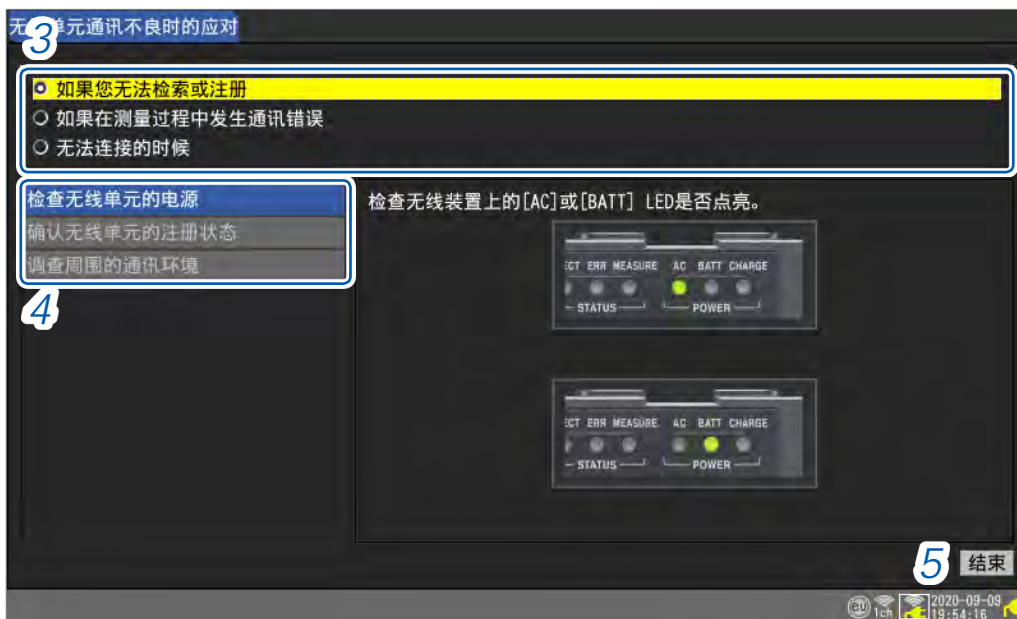 无 单元通讯不良时的应对
3
如果您无法检索或注册
如果在测量过程中发生通讯错误
无法连接的时候
检查无线单元的电源
确认无线单元的注册状态
调查周围的通讯环境
4
检查无线装置上的[AC]或[BATT] LED是否点亮。
ECT ERR MEASURE AC BATT CHARGE
STATUS POWER
ECT ERR MEASURE AC BATT CHARGE
STATUS POWER
5 结束
eu 1ch 2020-09-09
19:54:16